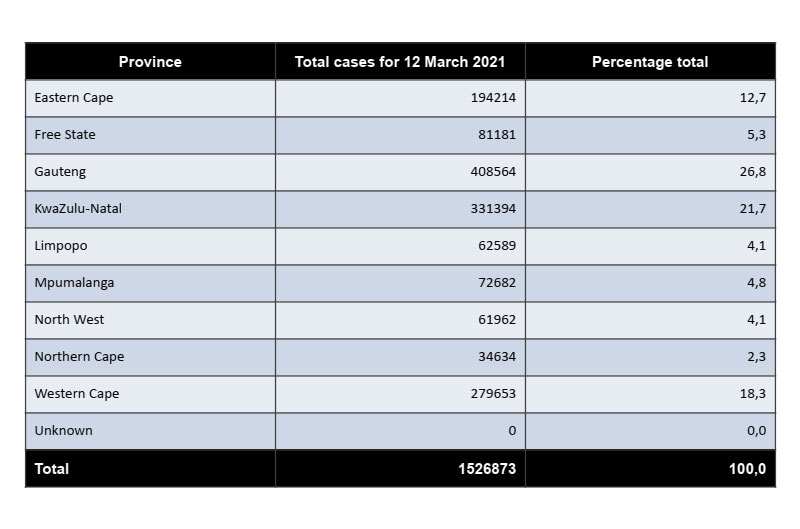 Province Total cases for 12 March 2021 Percentage total
Eastern Cape 194214 12,7
Free State 81181 5,3
Gauteng 408564 26,8
KwaZulu-Natal 331394 21,7
Limpopo 62589 4,1
Mpumalanga 72682 4,8
North West 61962 4,1
Northern Cape 34634 2,3
Western Cape 279653 18,3
Unknown 0 0,0
Total 1526873 100,0